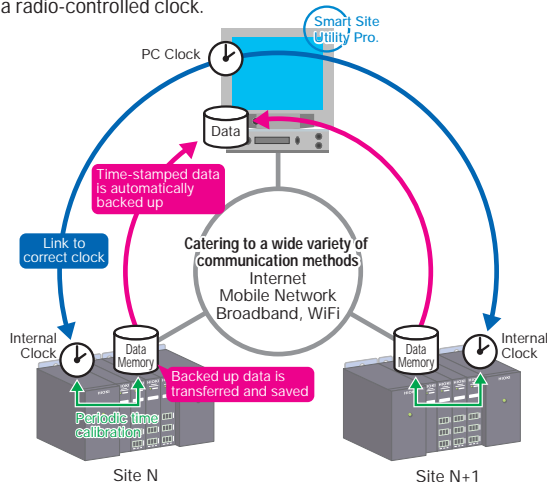 a radio-controlled clock.
Smart Site
Utility Pro.
PC Clock
Data
Time-stamped data
is automatically
backed up
Link to
correct clock
Catering to a wide variety of
communication methods
Internet
Mobile Network
Broadband, WiFi
Internal
Clock
Data
Memory
Data
Memory
Internal
Clock
Backed up data is
transferred and saved
Periodic time
calibration
Site N
Site N+1